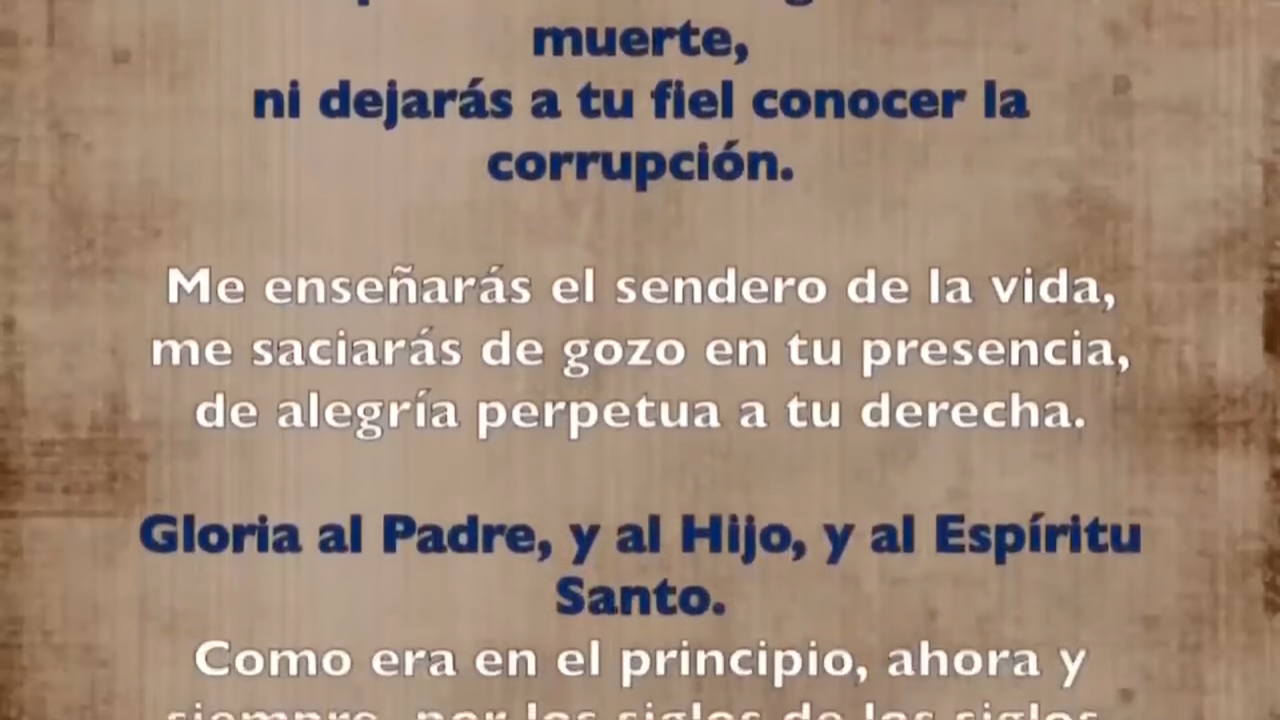 muerte,
ni dejarás a tu fiel conocer la
corrupción.
Me enseñarás el sendero de la vida,
me saciarás de gozo en tu presencia,
de alegría perpetua a tu derecha.
Gloria al Padre, y al Hijo, y al Espíritu
Santo.
Como era en el principio, ahora y
siempre, por los siglos de los siglos.